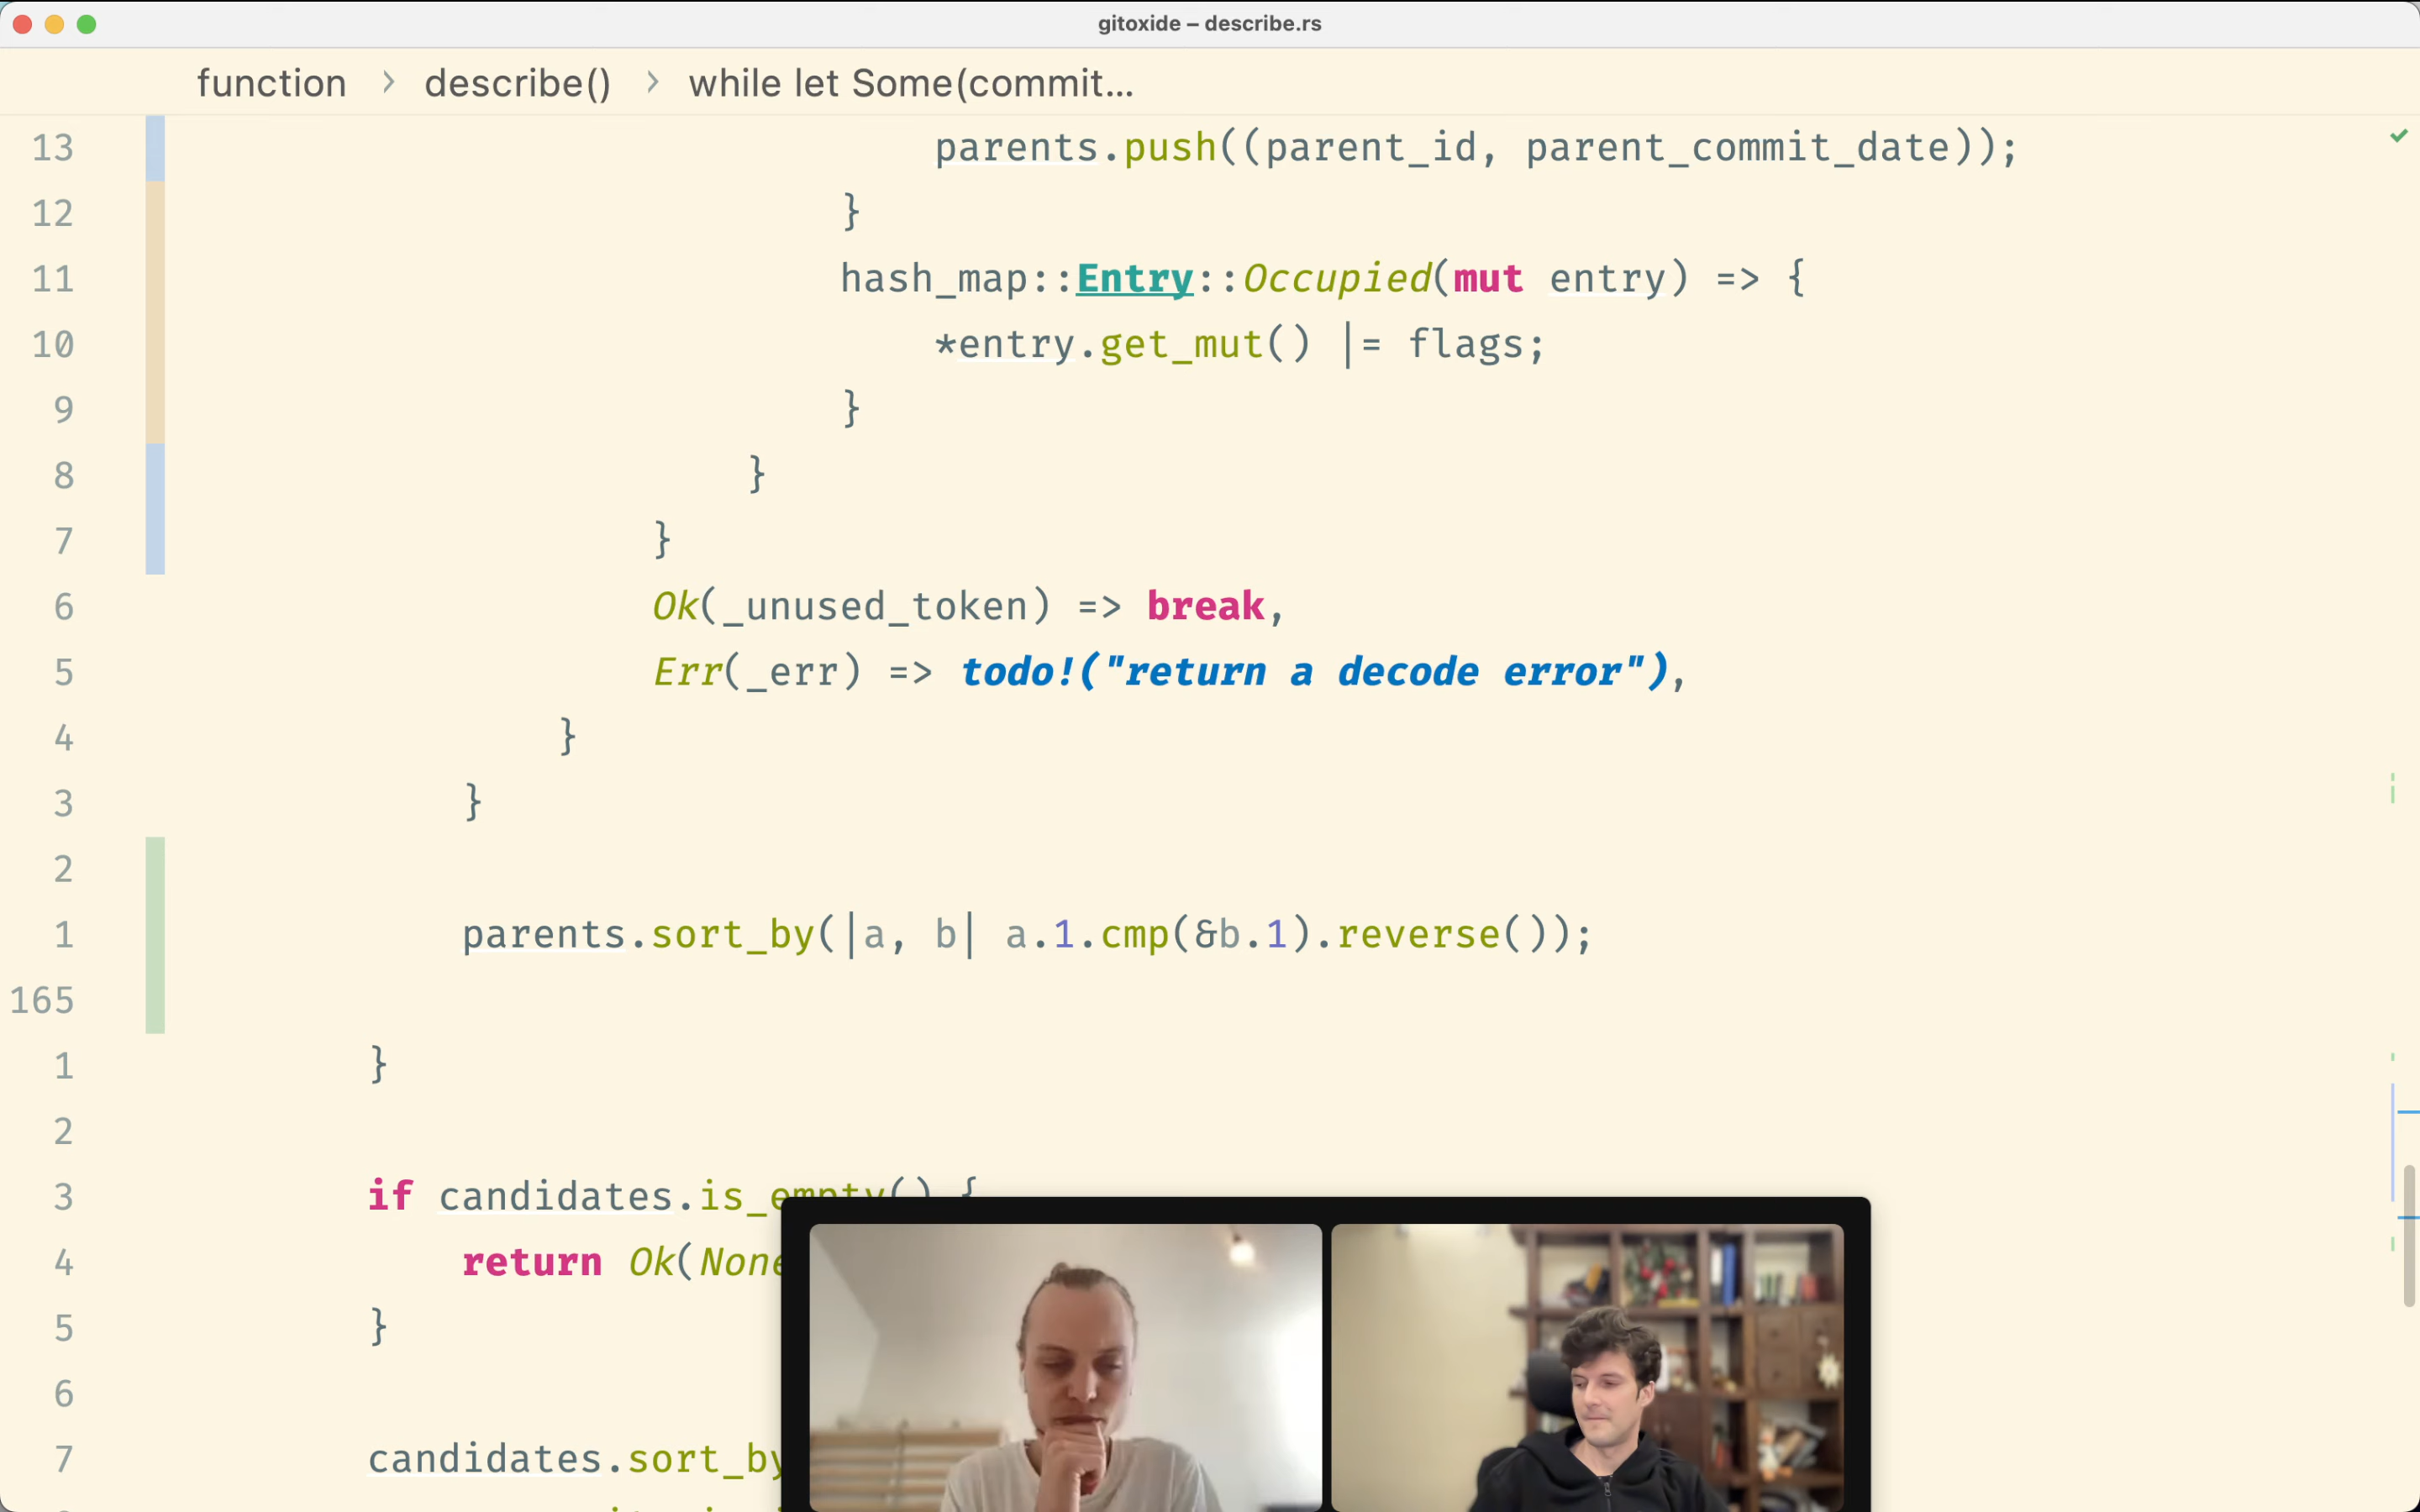 gitoxide – describe.rs
function > describe() > while let Some(commit...
13 parents.push((parent_id, parent_commit_date));
12 }
11 hash_map::Entry::Occupied(mut entry) => {
10 *entry.get_mut() |= flags;
9 }
8 }
7 }
6 Ok(_unused_token) => break,
5 Err(_err) => todo!("return a decode error"),
4 }
3 }
2
1 parents.sort_by(|a, b| a.1.cmp(&b.1).reverse());
165
1 }
2
3 if candidates.is_empty() {
4 return Ok(None
5 }
6
7 candidates.sort_by